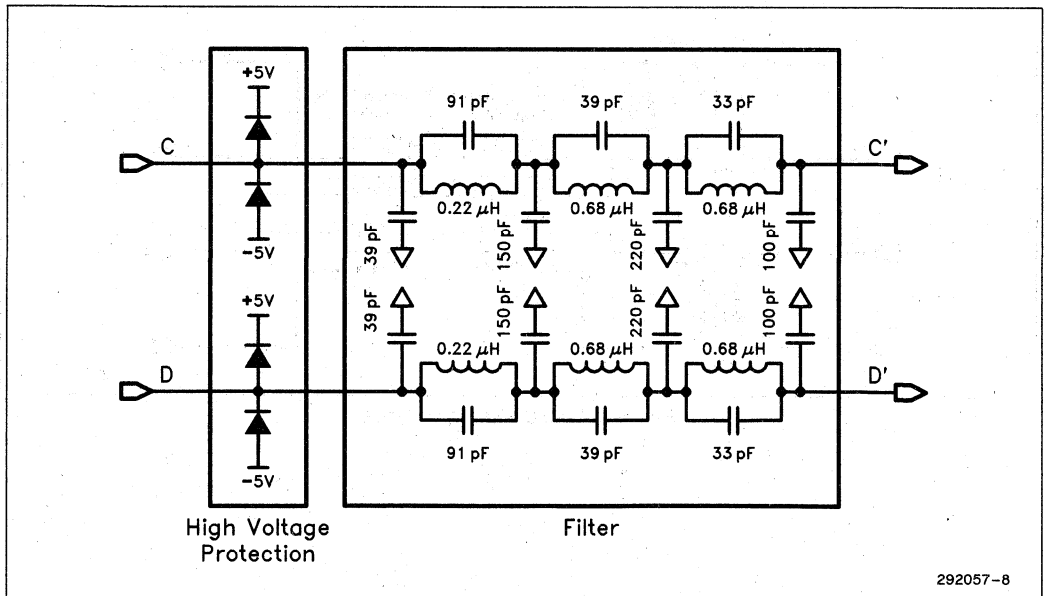 +5V
91 pF
39 pF
33 pF
C
C'
0.22 μH
0.68 μH
0.68 μH
-5V
39 pF
150 pF
220 pF
100 pF
+5V
39 pF
150 pF
220 pF
100 pF
0.22 μH
0.68 μH
0.68 μH
D
D'
-5V
91 pF
39 pF
33 pF
High Voltage
Protection
Filter
292057-8